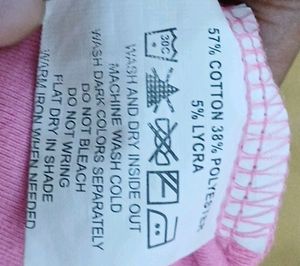 57% COTTON 38% POLYESTER
5% LYCRA
30C
WASH AND DRY INSIDE OUT
MACHINE WASH COLD
WASH DARK COLORS SEPARATELY
DO NOT BLEACH
DO NOT WRING
FLAT DRY IN SHADE
WARM IRON WHEN NEEDED